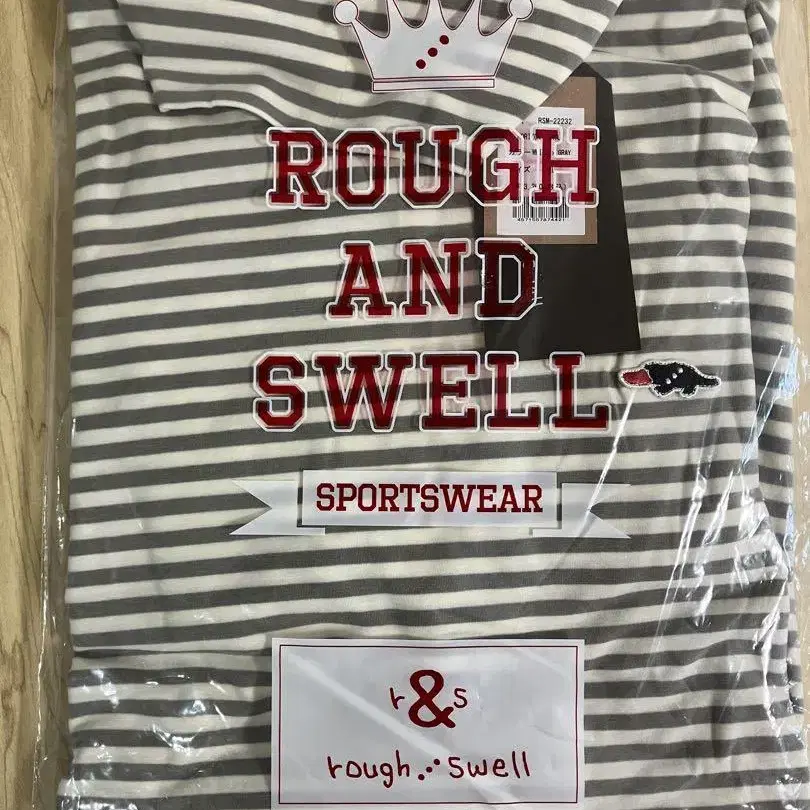 RSM-22232
ROUGH
GRAY
AND
SWELL
SPORTSWEAR
r&s
rough swell